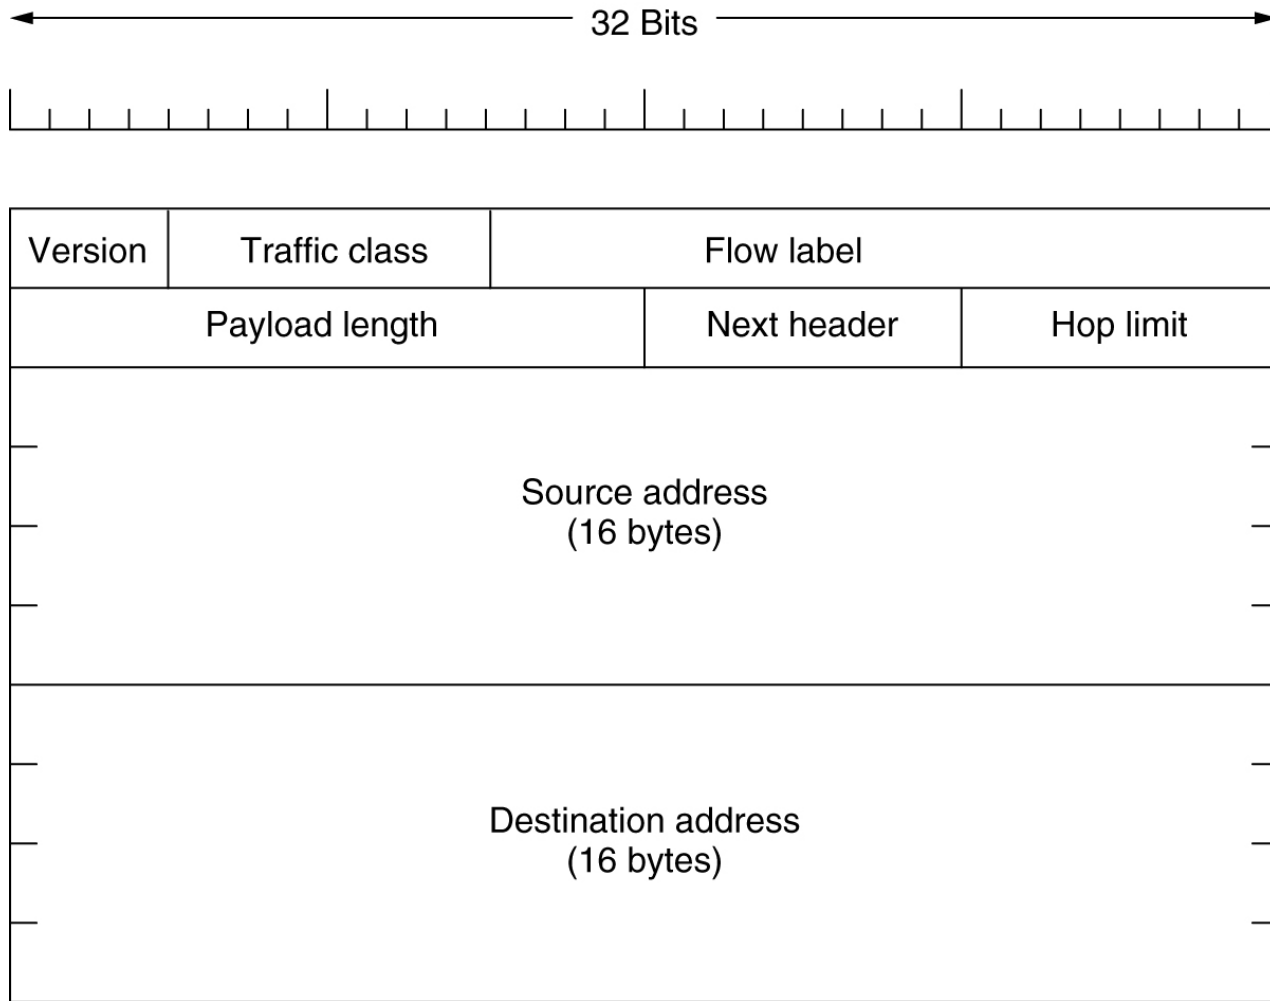 32 Bits
Version Traffic class Flow label
Payload length Next header Hop limit
Source address
(16 bytes)
Destination address
(16 bytes)